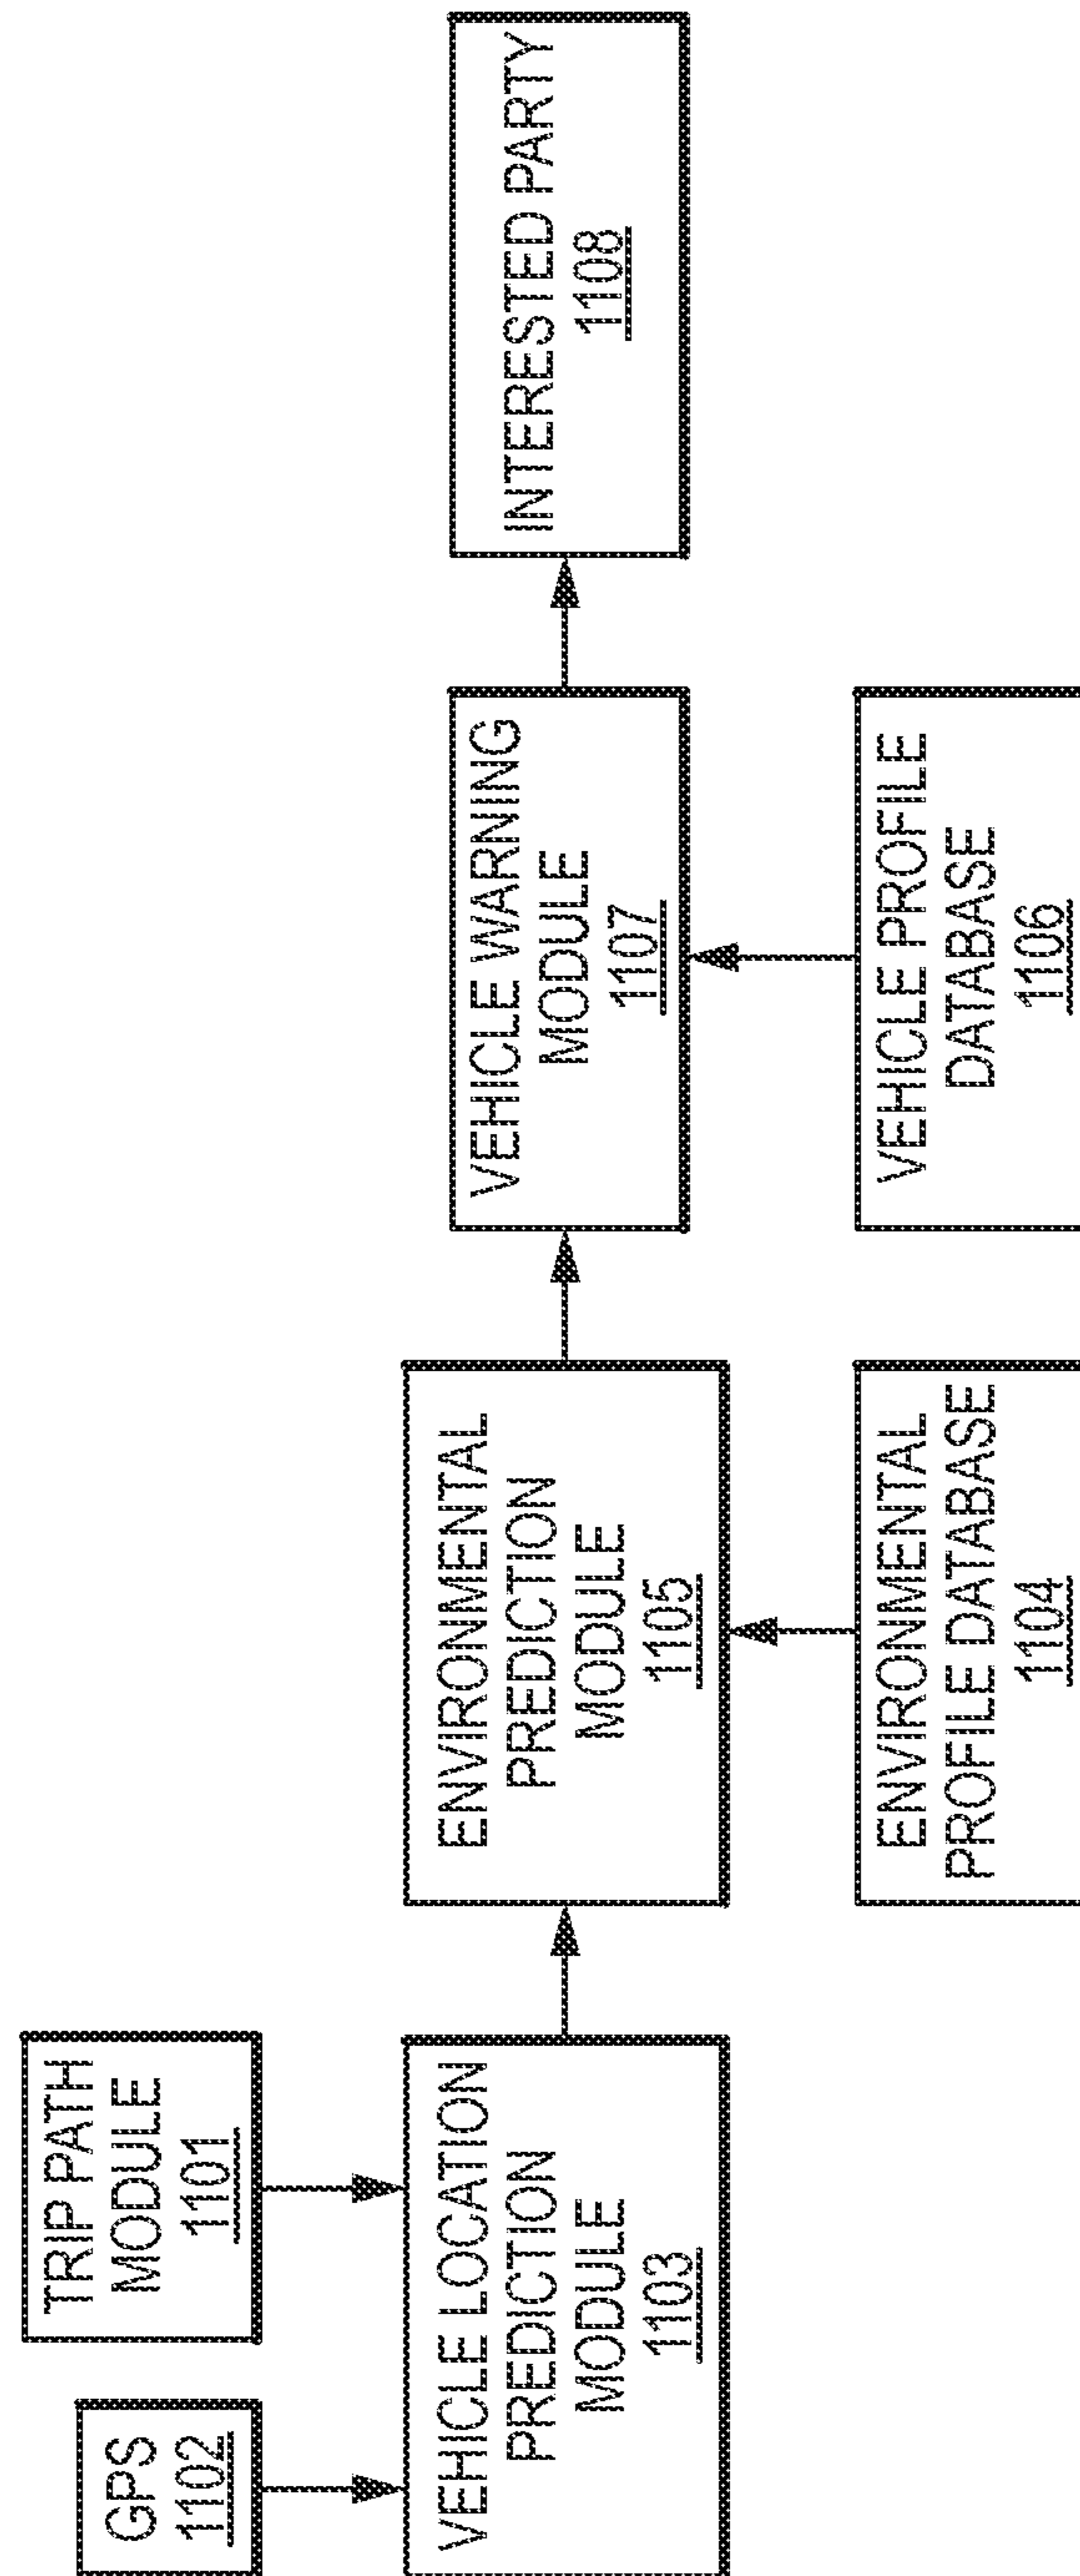 GPS
1102
TRIP PATH
MODULE
1101
VEHICLE LOCATION
PREDICTION
MODULE
1103
ENVIRONMENTAL
PREDICTION
MODULE
1105
ENVIRONMENTAL
PROFILE DATABASE
1104
VEHICLE WARNING
MODULE
1107
VEHICLE PROFILE
DATABASE
1106
INTERESTED PARTY
1108